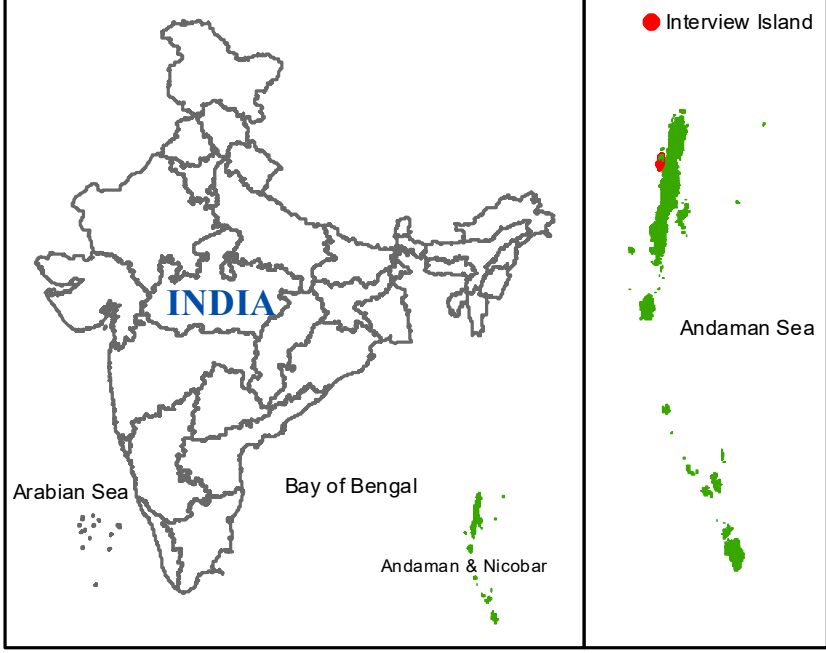 Interview Island
INDIA
Andaman Sea
Arabian Sea
Bay of Bengal
Andaman & Nicobar